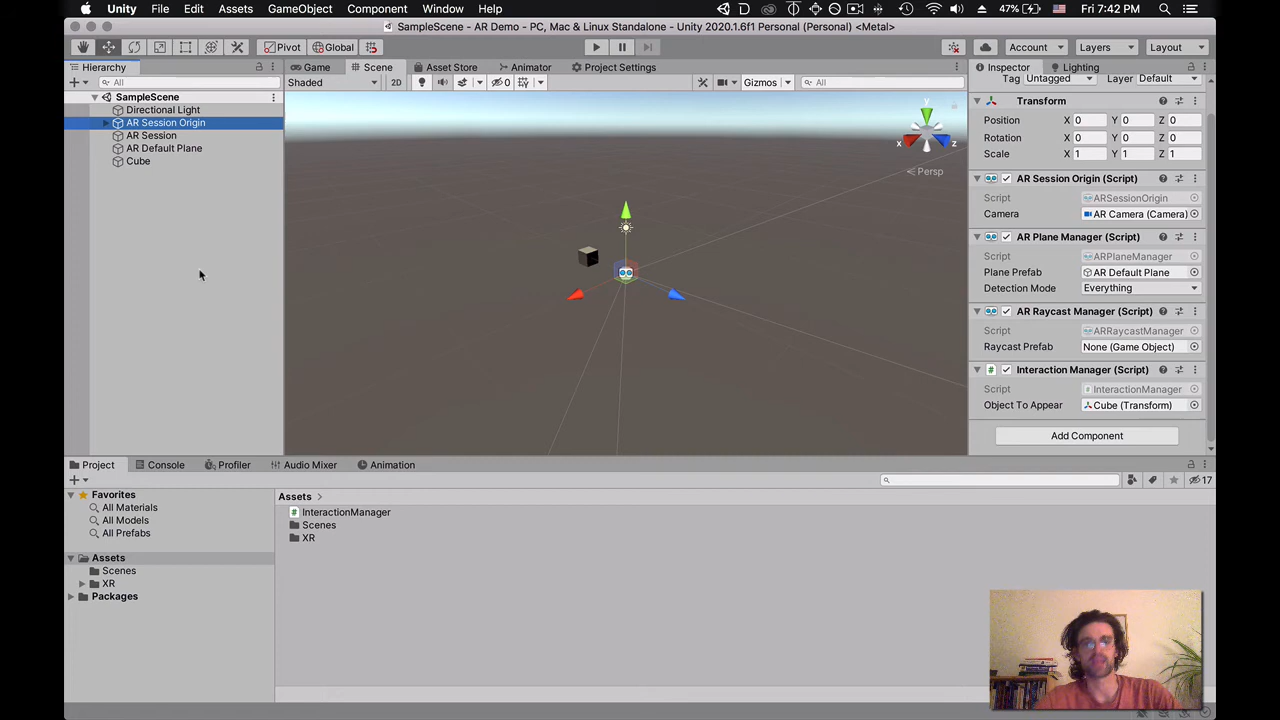 Unity File Edit Assets GameObject Component Window Help 47% Fri 7:42 PM
SampleScene - AR Demo - PC, Mac & Linux Standalone - Unity 2020.1.6f1 Personal (Personal) <Metal>
Pivot Global Account Layers Layout
Hierarchy Game Scene Asset Store Animator Project Settings Inspector Lighting
All Shaded 2D 0 Gizmos All Tag Untagged Layer Default
SampleScene
Directional Light
AR Session Origin
AR Session
AR Default Plane
Cube
y
x z
Persp
Transform
Position X 0 Y 0 Z 0
Rotation X 0 Y 0 Z 0
Scale X 1 Y 1 Z 1
AR Session Origin (Script)
Script ARSessionOrigin
Camera AR Camera (Camera)
AR Plane Manager (Script)
Script ARPlaneManager
Plane Prefab AR Default Plane
Detection Mode Everything
AR Raycast Manager (Script)
Script ARRaycastManager
Raycast Prefab None (Game Object)
Interaction Manager (Script)
Script InteractionManager
Object To Appear Cube (Transform)
Add Component
Project Console Profiler Audio Mixer Animation
17
Favorites
All Materials
All Models
All Prefabs
Assets
Scenes
XR
Packages
Assets
InteractionManager
Scenes
XR